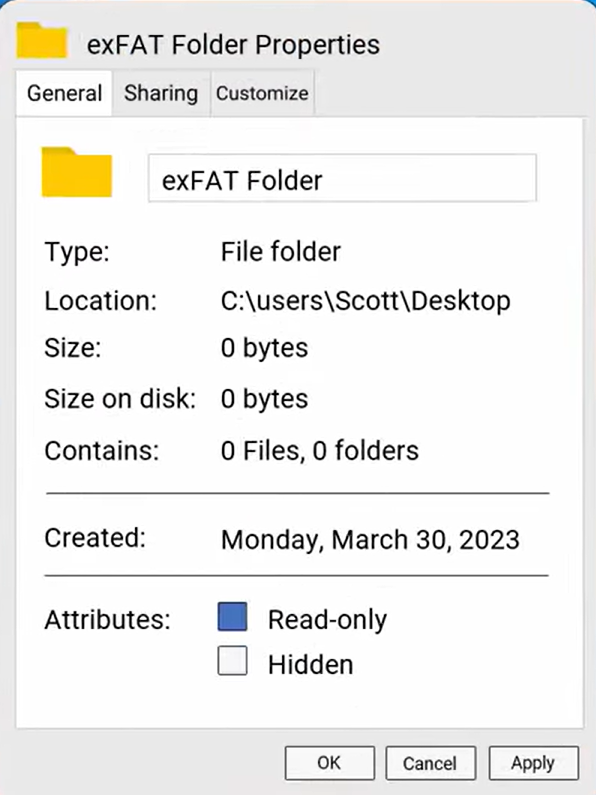 exFAT Folder Properties
General Sharing Customize
exFAT Folder
Type: File folder
Location: C:\users\Scott\Desktop
Size: 0 bytes
Size on disk: 0 bytes
Contains: 0 Files, 0 folders
Created: Monday, March 30, 2023
Attributes: Read-only
Hidden
OK Cancel Apply